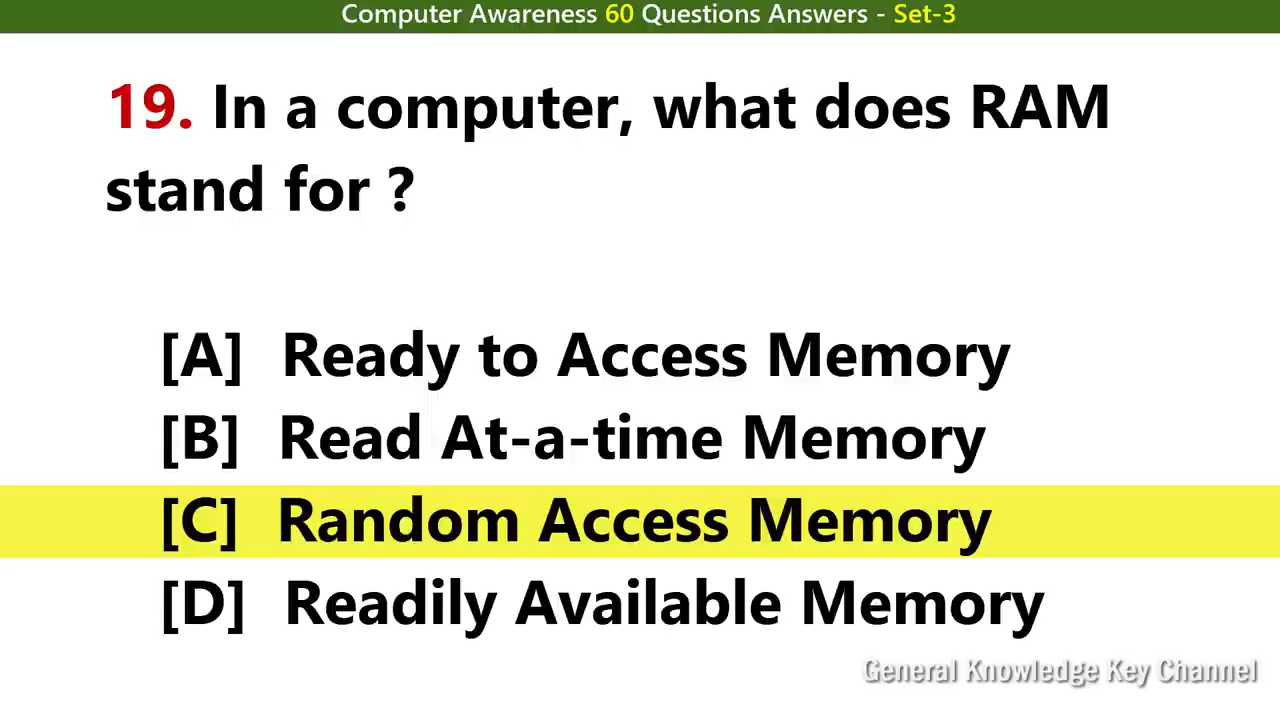 Computer Awareness 60 Questions Answers - Set-3
19. In a computer, what does RAM
stand for ?
[A] Ready to Access Memory
[B] Read At-a-time Memory
[C] Random Access Memory
[D] Readily Available Memory
General Knowledge Key Channel